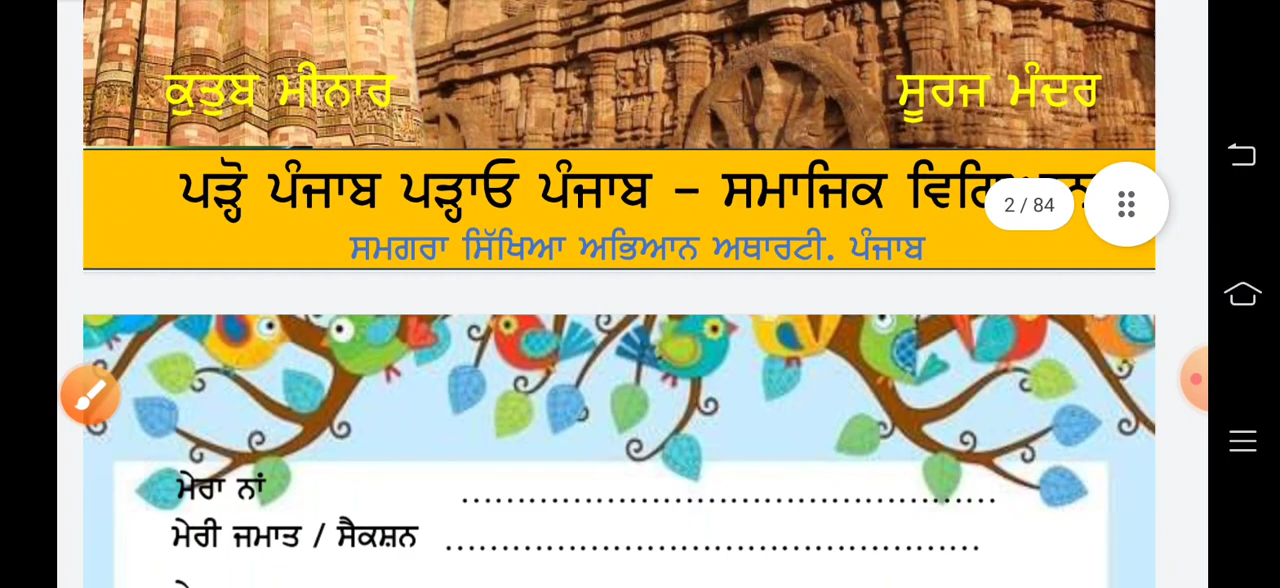 ਕੁਤੁਬ ਮੀਨਾਰ
ਸੂਰਜ ਮੰਦਰ
ਪੜ੍ਹੋ ਪੰਜਾਬ ਪੜ੍ਹਾਓ ਪੰਜਾਬ – ਸਮਾਜਿਕ
2 / 84
ਸਮਗਰਾ ਸਿੱਖਿਆ ਅਭਿਆਨ ਅਥਾਰਟੀ. ਪੰਜਾਬ
ਮੇਰਾ ਨਾਂ ................................................
ਮੇਰੀ ਜਮਾਤ / ਸੈਕਸ਼ਨ ................................................